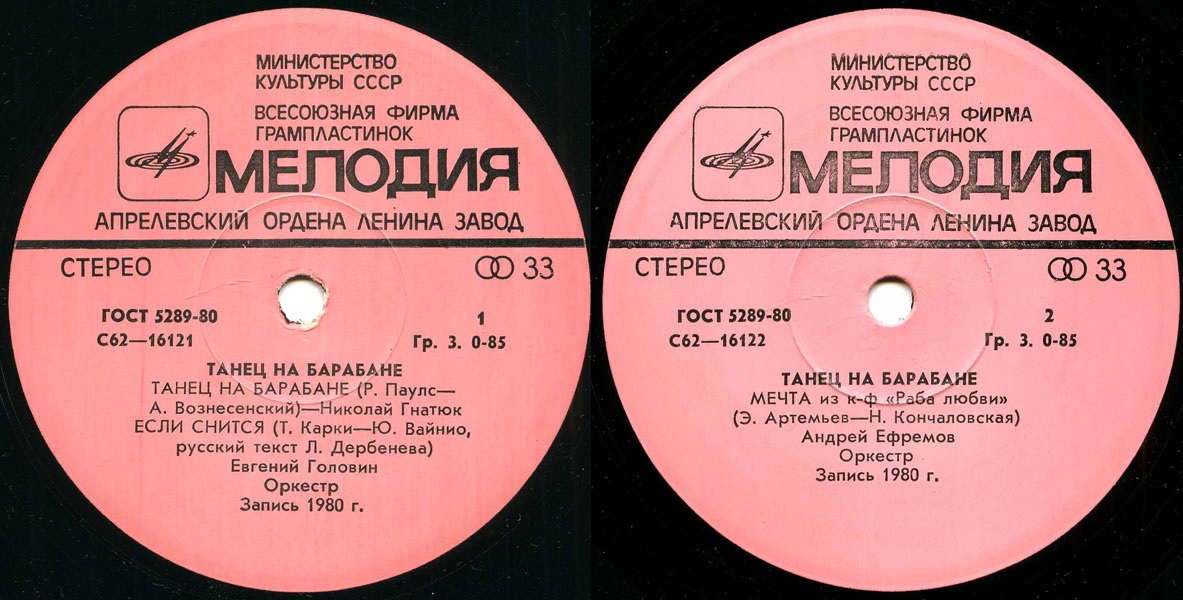 МИНИСТЕРСТВО
КУЛЬТУРЫ СССР
ВСЕСОЮЗНАЯ ФИРМА
ГРАМПЛАСТИНОК
МЕЛОДИЯ
АПРЕЛЕВСКИЙ ОРДЕНА ЛЕНИНА ЗАВОД
СТЕРЕО 33
ГОСТ 5289-80 1
С62—16121 Гр. 3. 0-85
ТАНЕЦ НА БАРАБАНЕ
ТАНЕЦ НА БАРАБАНЕ (Р. Паулс—
А. Вознесенский)—Николай Гнатюк
ЕСЛИ СНИТСЯ (Т. Карки—Ю. Вайнио,
русский текст Л. Дербенева)
Евгений Головин
Оркестр
Запись 1980 г.
МИНИСТЕРСТВО
КУЛЬТУРЫ СССР
ВСЕСОЮЗНАЯ ФИРМА
ГРАМПЛАСТИНОК
МЕЛОДИЯ
АПРЕЛЕВСКИЙ ОРДЕНА ЛЕНИНА ЗАВОД
СТЕРЕО 33
ГОСТ 5289-80 2
С62—16122 Гр. 3. 0-85
ТАНЕЦ НА БАРАБАНЕ
МЕЧТА из к-ф «Раба любви»
(Э. Артемьев—Н. Кончаловская)
Андрей Ефремов
Оркестр
Запись 1980 г.